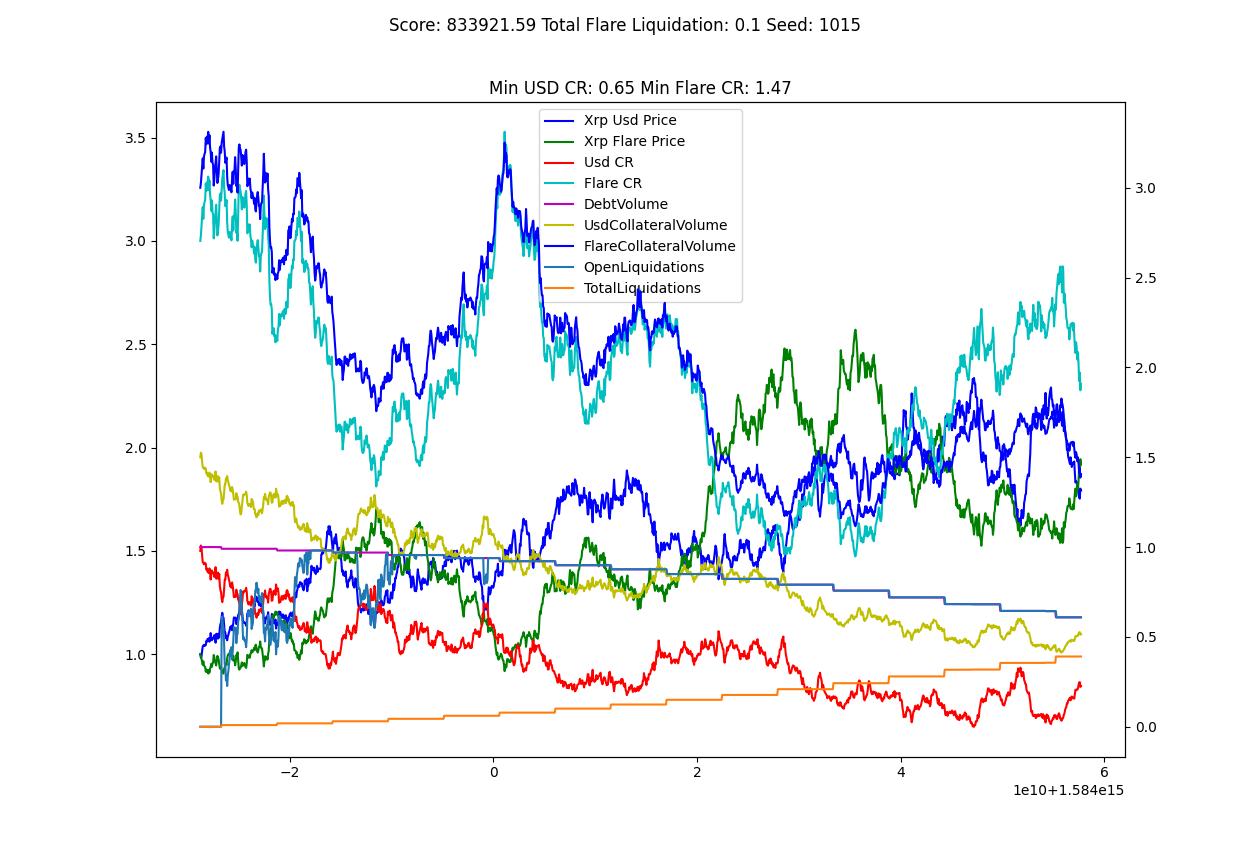 Score: 833921.59 Total Flare Liquidation: 0.1 Seed: 1015
Min USD CR: 0.65 Min Flare CR: 1.47
Xrp Usd Price
Xrp Flare Price
Usd CR
Flare CR
DebtVolume
UsdCollateralVolume
FlareCollateralVolume
OpenLiquidations
TotalLiquidations
3.5
3.0
2.5
2.0
1.5
1.0
3.0
2.5
2.0
1.5
1.0
0.5
0.0
−2 0 2 4 6
1e10+1.584e15